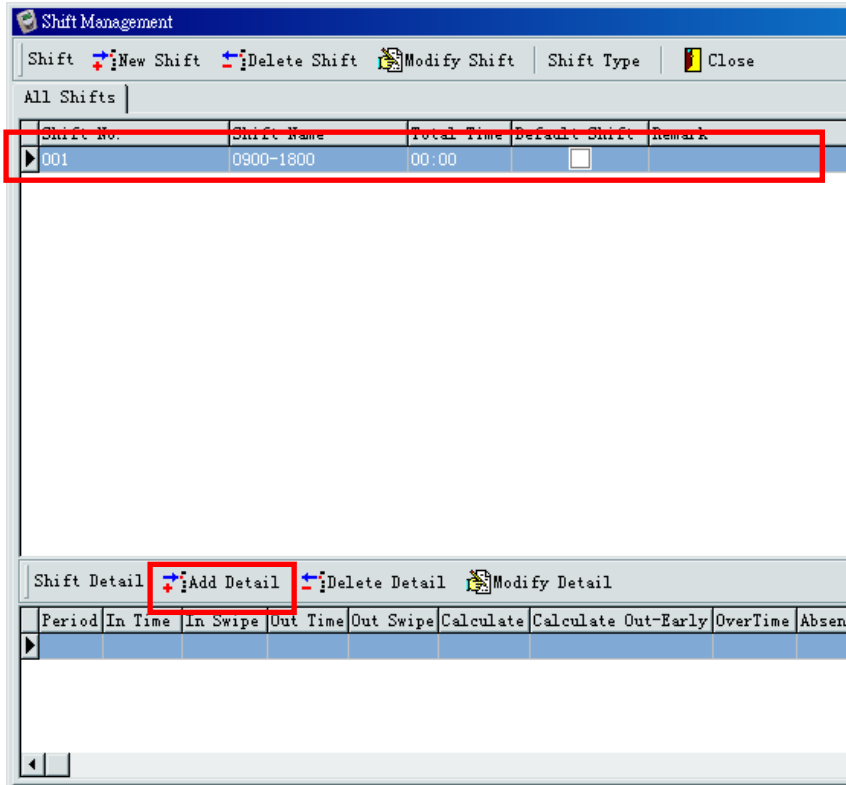 Shift Management
Shift New Shift Delete Shift Modify Shift Shift Type Close
All Shifts
Shift No. Shift Name Total Time Default Shift Remark
001 0900-1800 00:00
Shift Detail Add Detail Delete Detail Modify Detail
Period In Time In Swipe Out Time Out Swipe Calculate Calculate Out-Early OverTime Absen